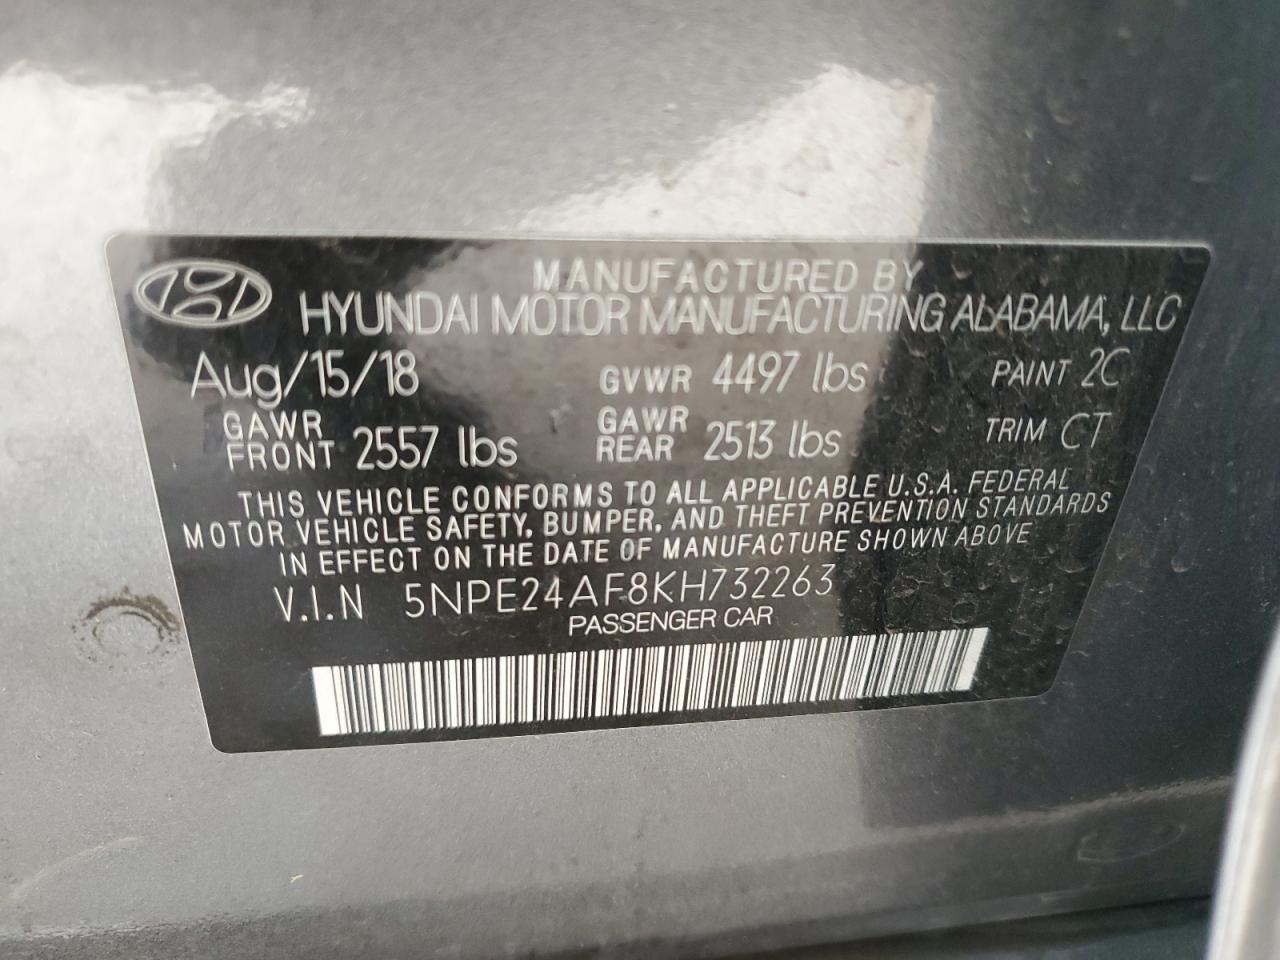 MANUFACTURED BY
HYUNDAI MOTOR MANUFACTURING ALABAMA, LLC
Aug/15/18 GVWR 4497 lbs PAINT 2C
GAWR FRONT 2557 lbs GAWR REAR 2513 lbs TRIM CT
THIS VEHICLE CONFORMS TO ALL APPLICABLE U.S.A. FEDERAL
MOTOR VEHICLE SAFETY, BUMPER, AND THEFT PREVENTION STANDARDS
IN EFFECT ON THE DATE OF MANUFACTURE SHOWN ABOVE
V.I.N 5NPE24AF8KH732263
PASSENGER CAR